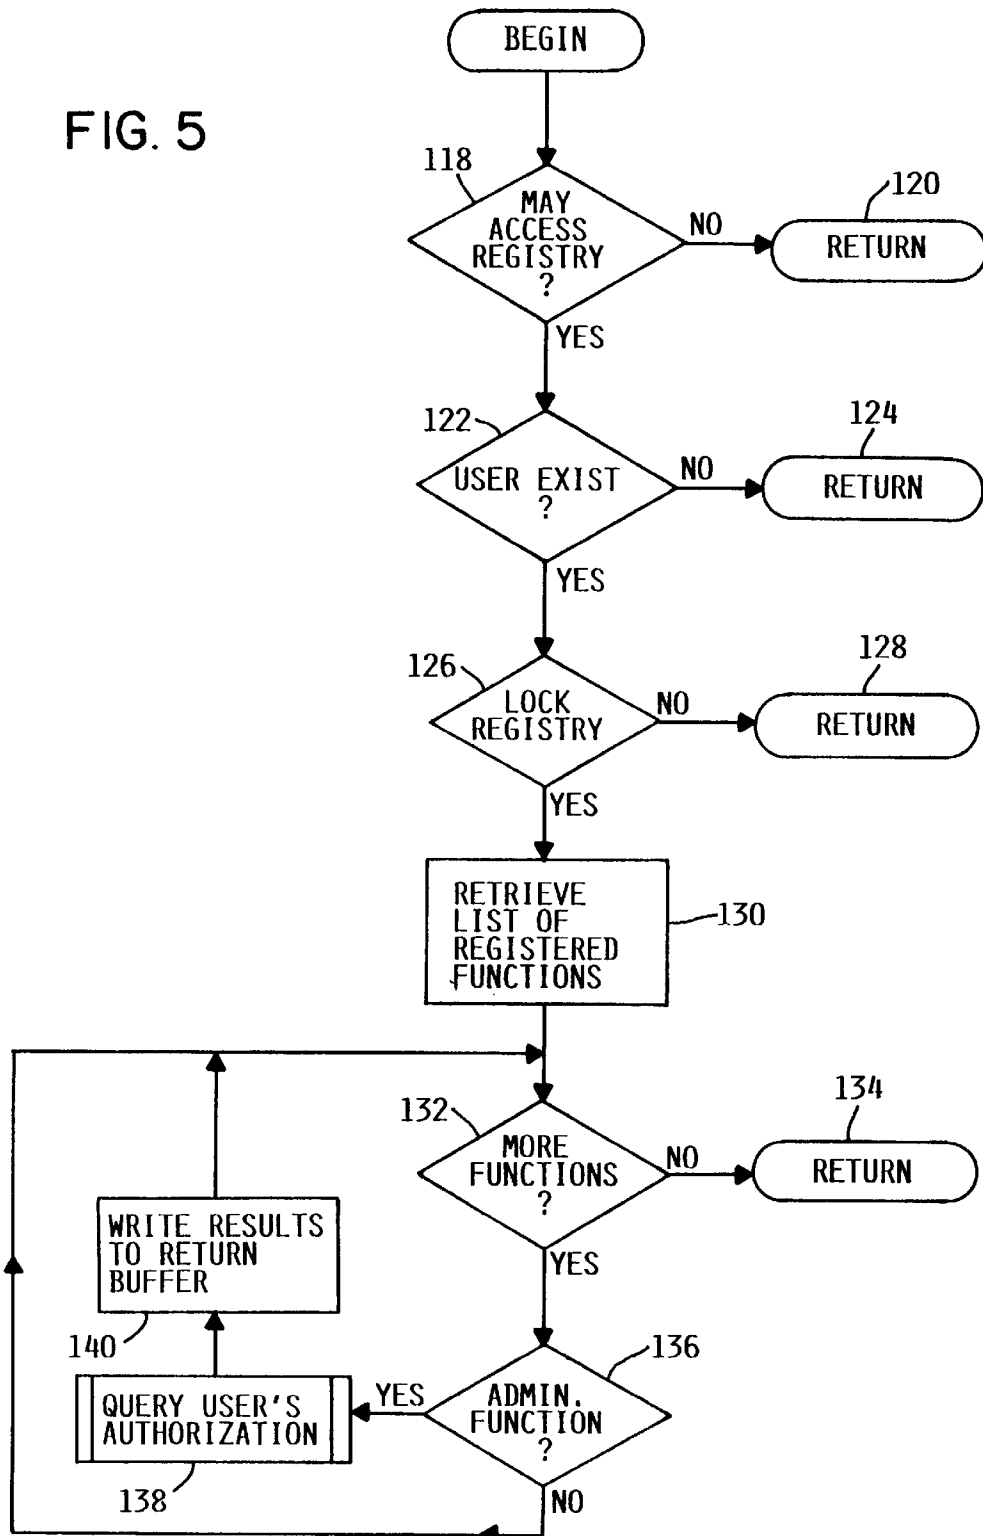 BEGIN
FIG. 5
118
MAY
ACCESS
REGISTRY
?
NO
120
RETURN
YES
122
USER EXIST
?
NO
124
RETURN
YES
126
LOCK
REGISTRY
NO
128
RETURN
YES
RETRIEVE
LIST OF
REGISTERED
FUNCTIONS
130
132
MORE
FUNCTIONS
?
NO
134
RETURN
YES
WRITE RESULTS
TO RETURN
BUFFER
140
136
ADMIN.
FUNCTION
?
YES
QUERY USER'S
AUTHORIZATION
138
NO